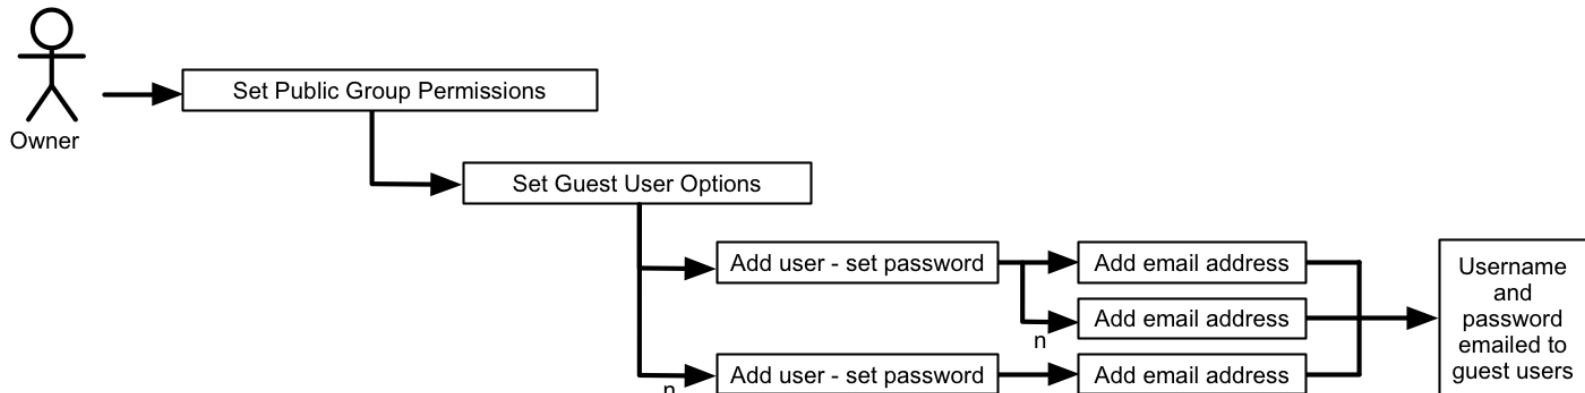 Owner
Set Public Group Permissions
Set Guest User Options
Add user - set password
Add email address
Add email address
n
Add user - set password
Add email address
n
Username
and
password
emailed to
guest users